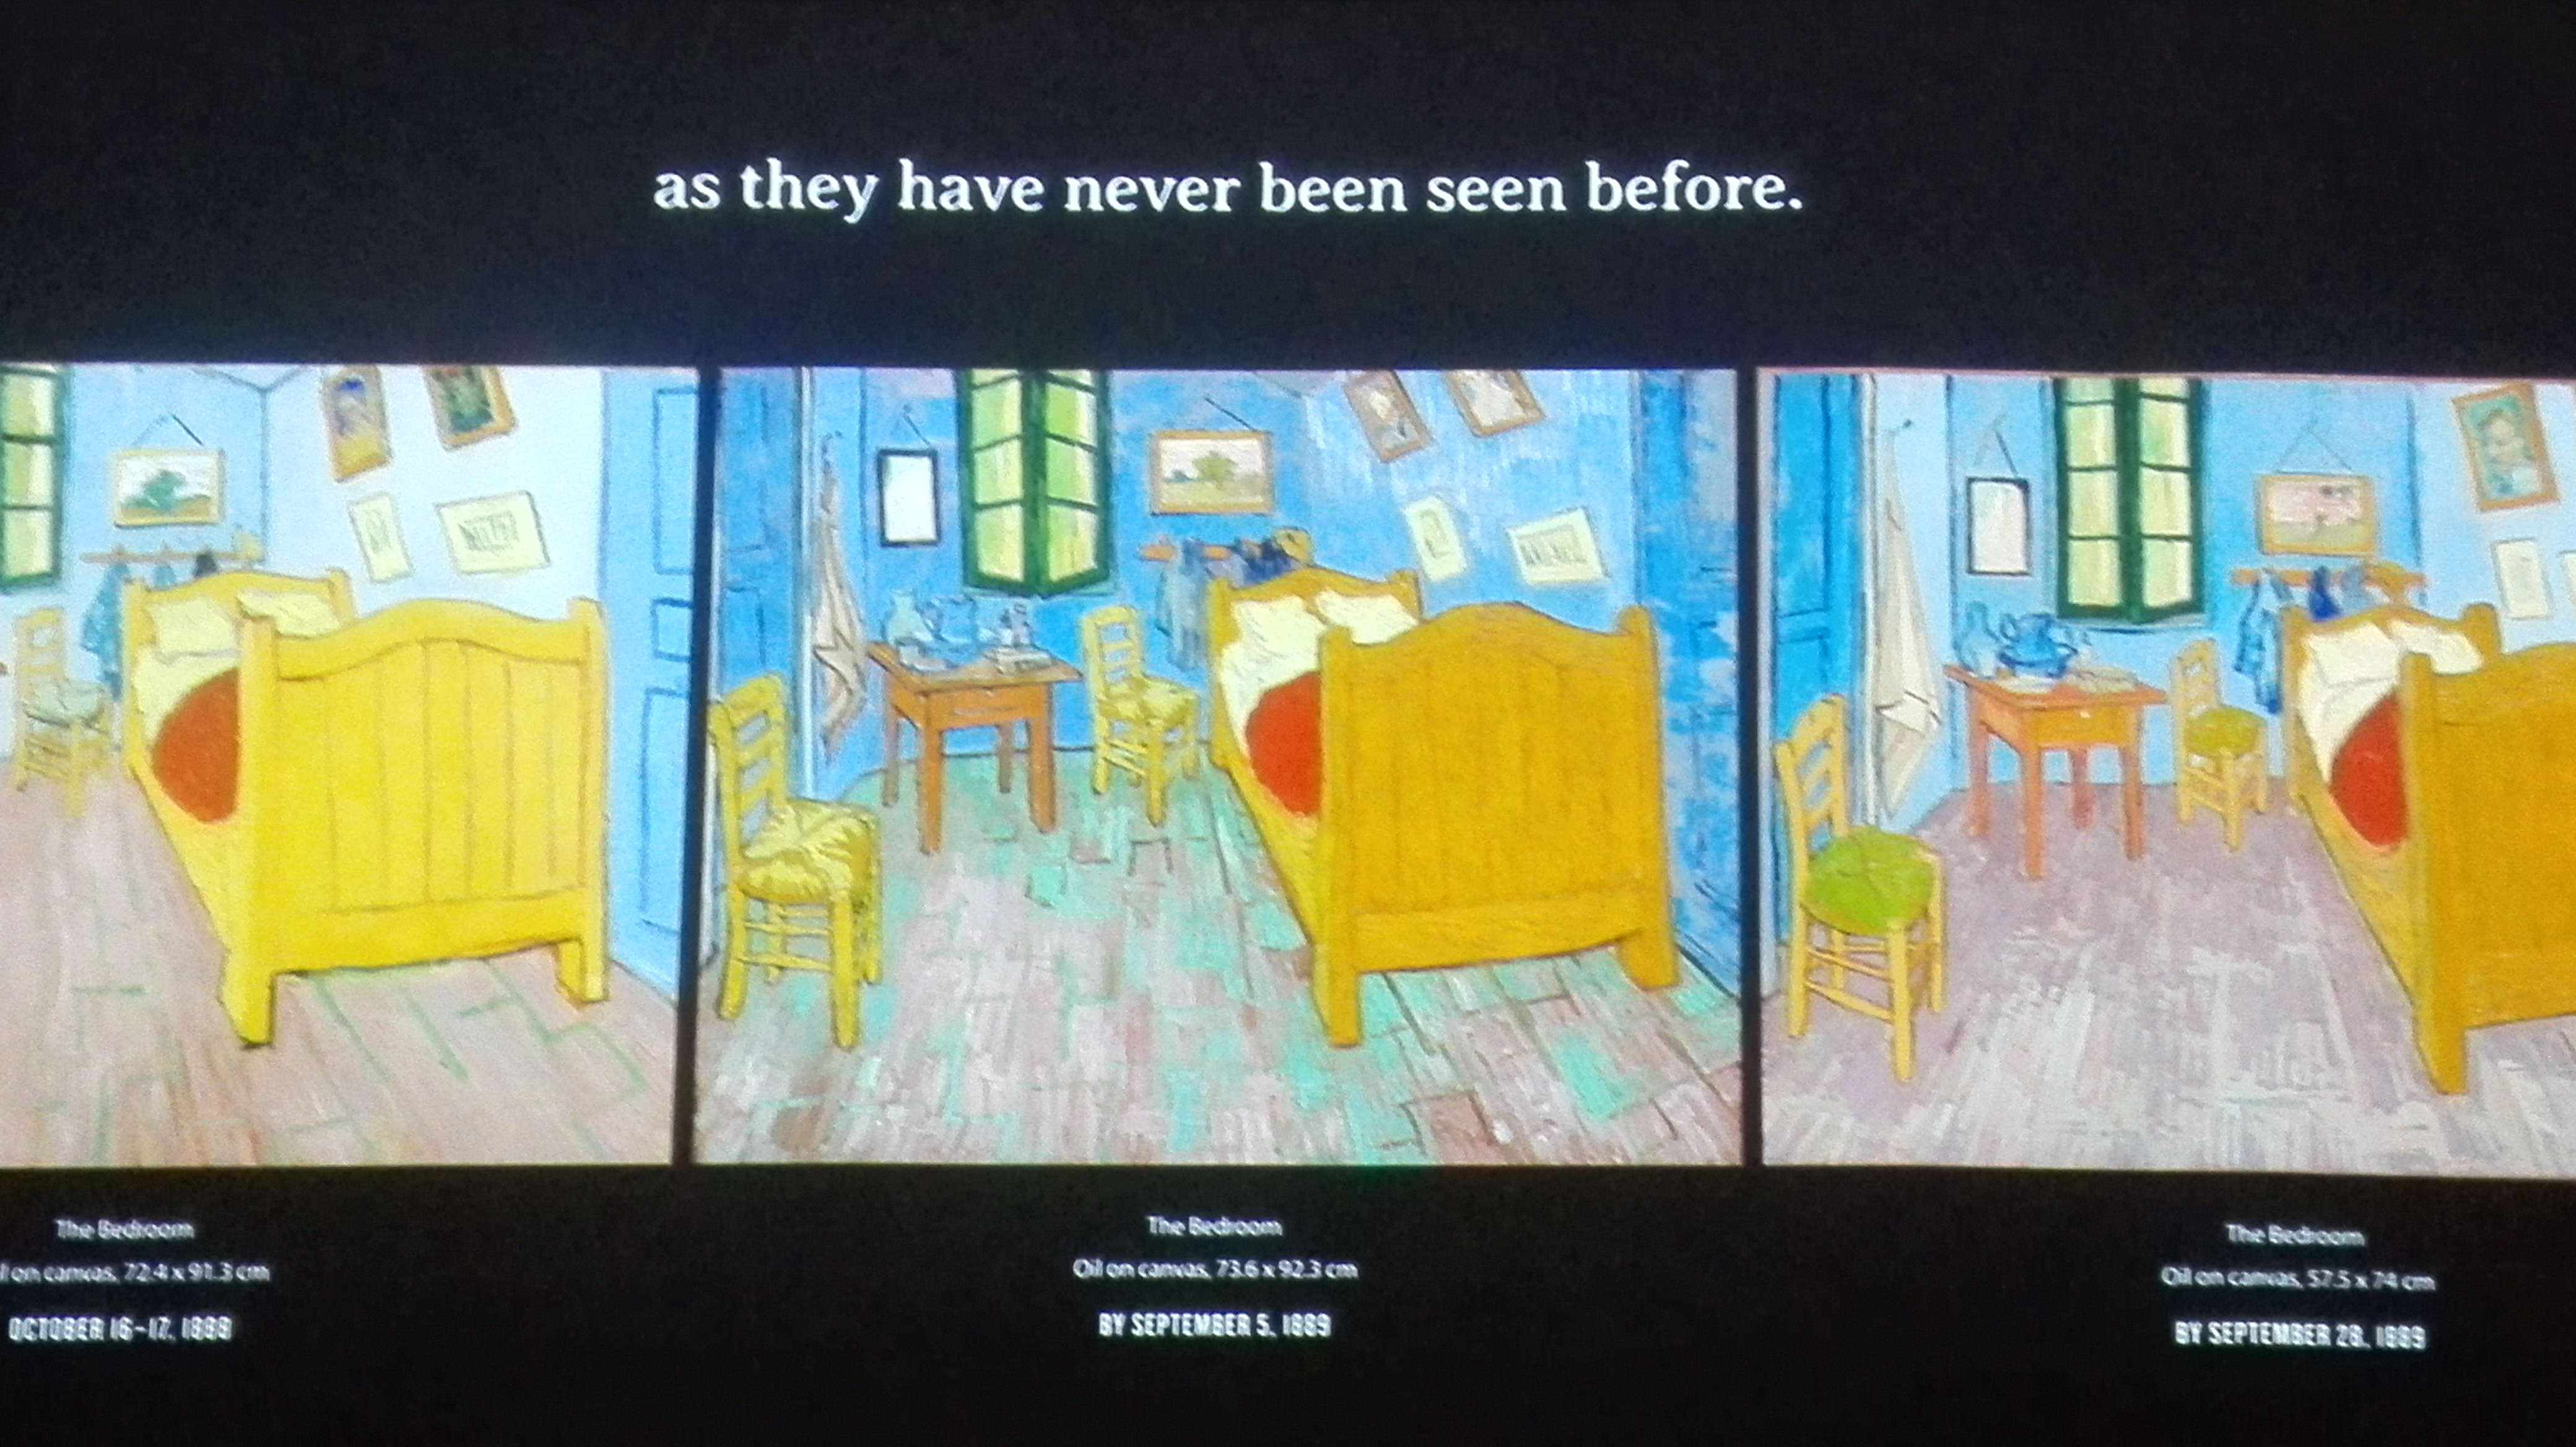 as they have never been seen before.
The Bedroom
on canvas, 72.4 x 91.3 cm
OCTOBER 16-17, 1888
The Bedroom
Oil on canvas, 73.6 x 92.3 cm
BY SEPTEMBER 5, 1889
The Bedroom
Oil on canvas, 57.5 x 74 cm
BY SEPTEMBER 28, 1889